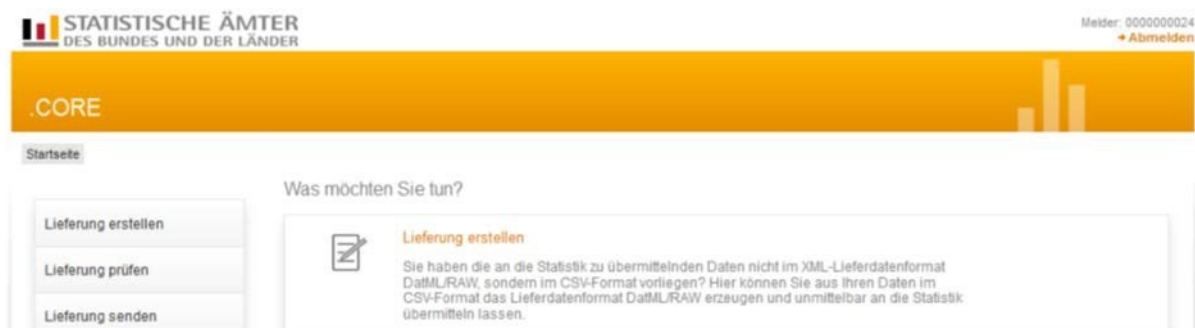 STATISTISCHE ÄMTER
DES BUNDES UND DER LÄNDER
Melder: 0000000024
Abmelden
.CORE
Startseite
Was möchten Sie tun?
Lieferung erstellen
Lieferung prüfen
Lieferung senden
Lieferung erstellen
Sie haben die an die Statistik zu übermittelnden Daten nicht im XML-Lieferdatenformat
DatML/RAW, sondern im CSV-Format vorliegen? Hier können Sie aus Ihren Daten im
CSV-Format das Lieferdatenformat DatML/RAW erzeugen und unmittelbar an die Statistik
übermitteln lassen.